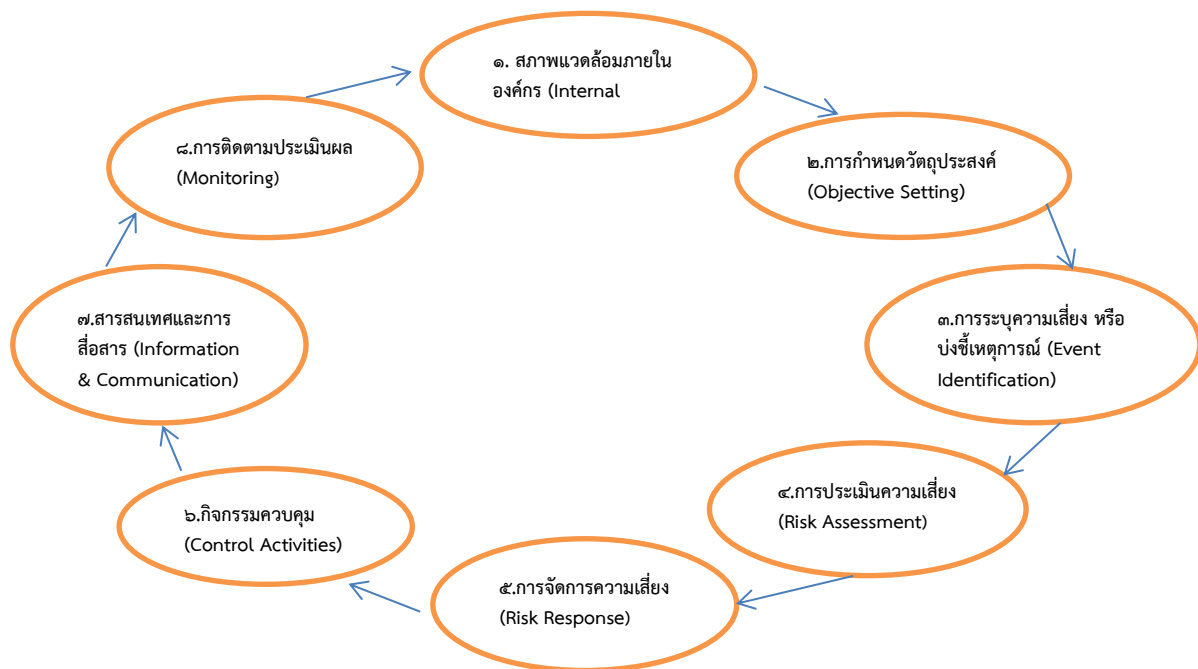 ๑. สภาพแวดล้อมภายใน
องค์กร (Internal
๒.การกำหนดวัตถุประสงค์
(Objective Setting)
๓.การระบุความเสี่ยง หรือ
บ่งชี้เหตุการณ์ (Event
Identification)
๔.การประเมินความเสี่ยง
(Risk Assessment)
๕.การจัดการความเสี่ยง
(Risk Response)
๖.กิจกรรมควบคุม
(Control Activities)
๗.สารสนเทศและการ
สื่อสาร (Information
& Communication)
๘.การติดตามประเมินผล
(Monitoring)